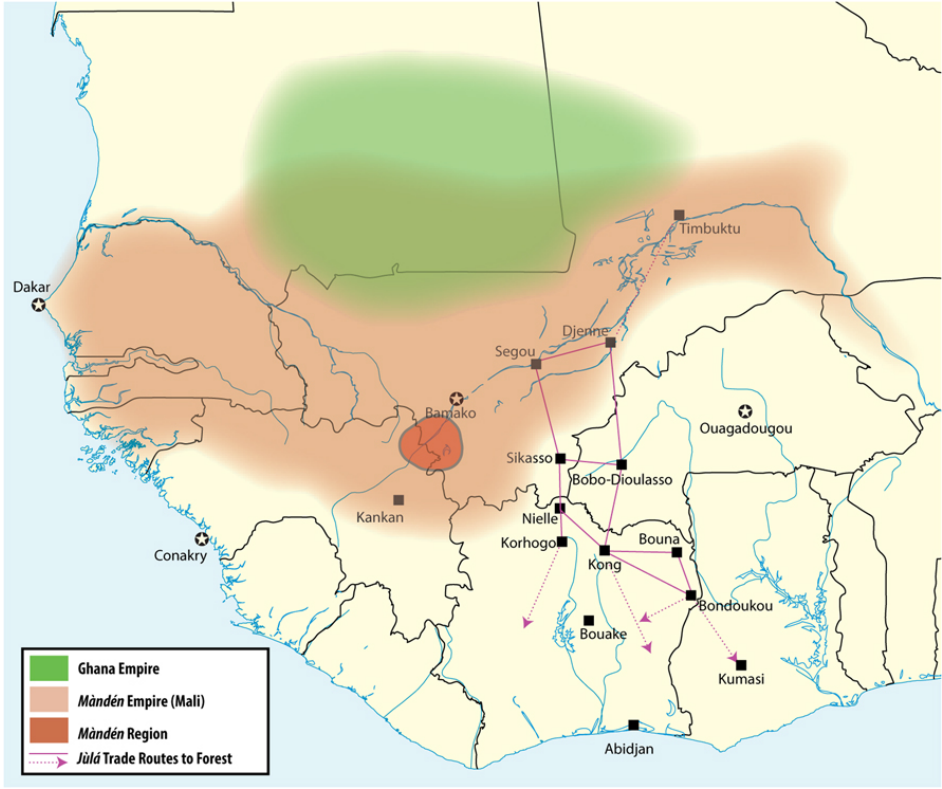 Timbuktu
Dakar
Djenne
Segou
Bamako
Ouagadougou
Sikasso
Bobo-Dioulasso
Kankan
Nielle
Korhogo
Bouna
Conakry
Kong
Bondoukou
Bouake
Kumasi
Abidjan
Ghana Empire
Màndén Empire (Mali)
Màndén Region
Jùlá Trade Routes to Forest